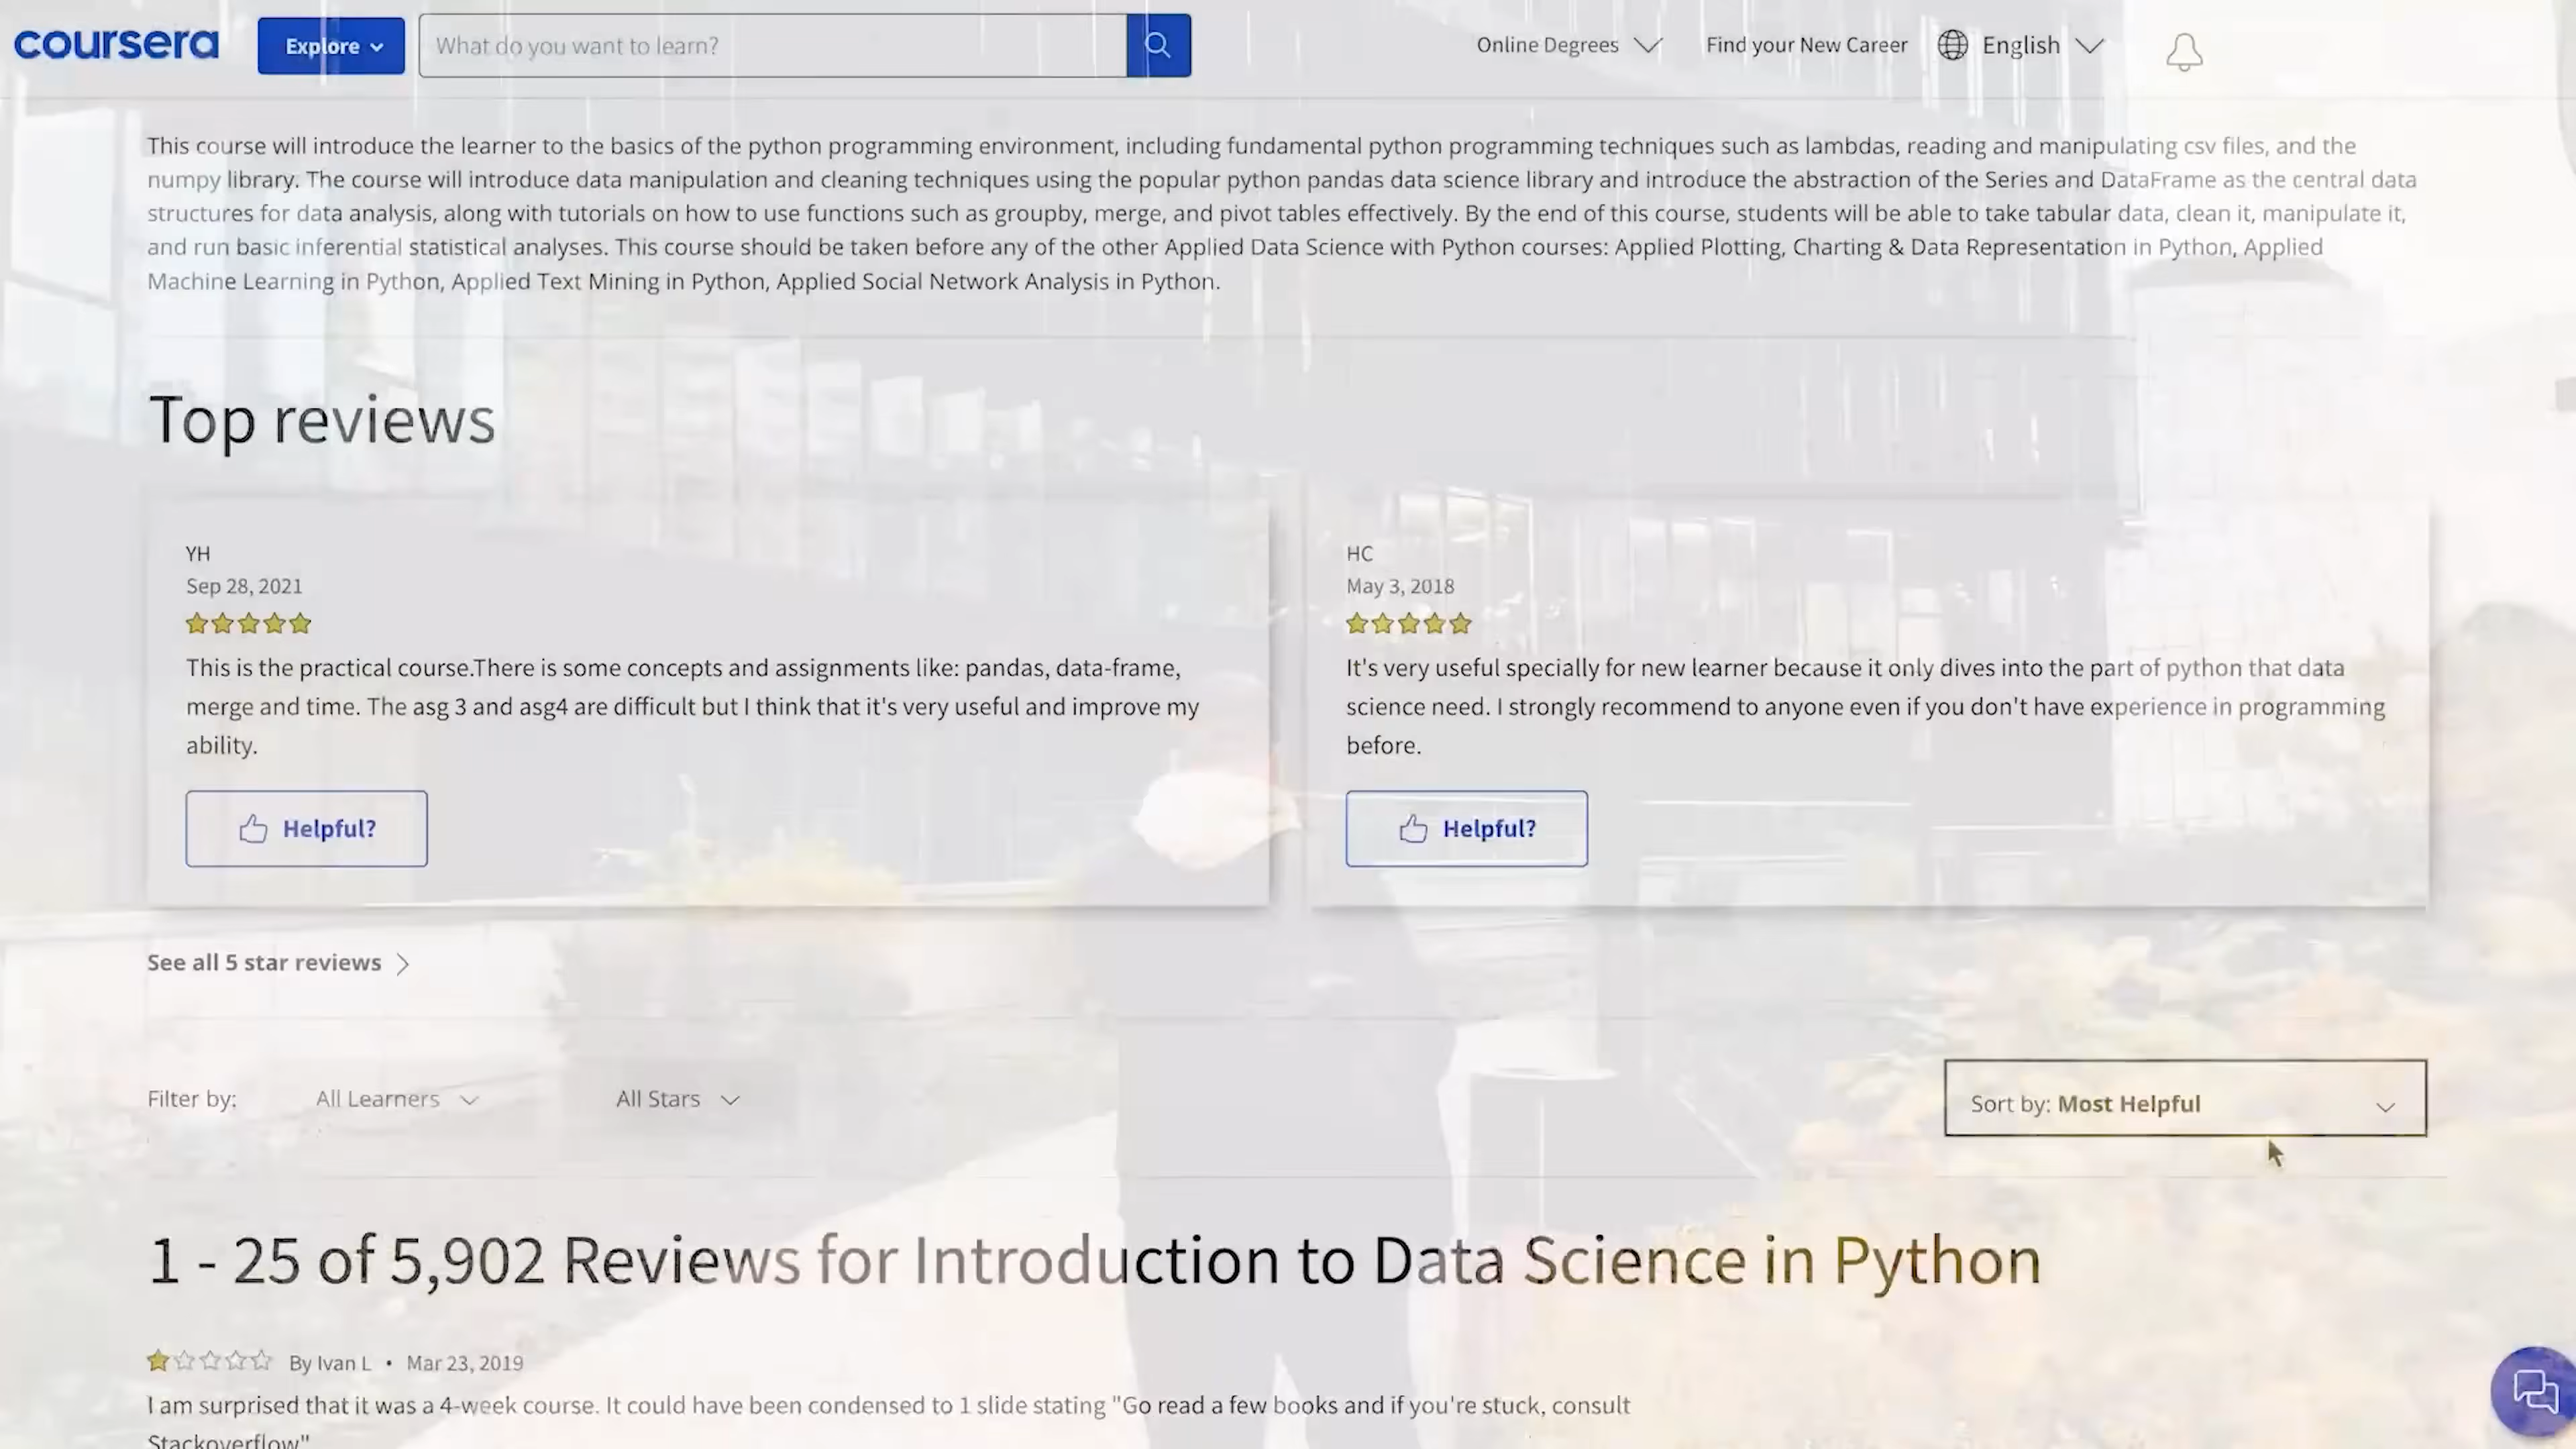 coursera
Explore
What do you want to learn?
Online Degrees
Find your New Career
English
This course will introduce the learner to the basics of the python programming environment, including fundamental python programming techniques such as lambdas, reading and manipulating csv files, and the
numpy library. The course will introduce data manipulation and cleaning techniques using the popular python pandas data science library and introduce the abstraction of the Series and DataFrame as the central data
structures for data analysis, along with tutorials on how to use functions such as groupby, merge, and pivot tables effectively. By the end of this course, students will be able to take tabular data, clean it, manipulate it,
and run basic inferential statistical analyses. This course should be taken before any of the other Applied Data Science with Python courses: Applied Plotting, Charting & Data Representation in Python, Applied
Machine Learning in Python, Applied Text Mining in Python, Applied Social Network Analysis in Python.
Top reviews
YH
Sep 28, 2021
This is the practical course.There is some concepts and assignments like: pandas, data-frame,
merge and time. The asg 3 and asg4 are difficult but I think that it's very useful and improve my
ability.
Helpful?
HC
May 3, 2018
It's very useful specially for new learner because it only dives into the part of python that data
science need. I strongly recommend to anyone even if you don't have experience in programming
before.
Helpful?
See all 5 star reviews
Filter by:
All Learners
All Stars
Sort by: Most Helpful
1 - 25 of 5,902 Reviews for Introduction to Data Science in Python
By Ivan L • Mar 23, 2019
I am surprised that it was a 4-week course. It could have been condensed to 1 slide stating "Go read a few books and if you're stuck, consult
Stackoverflow"